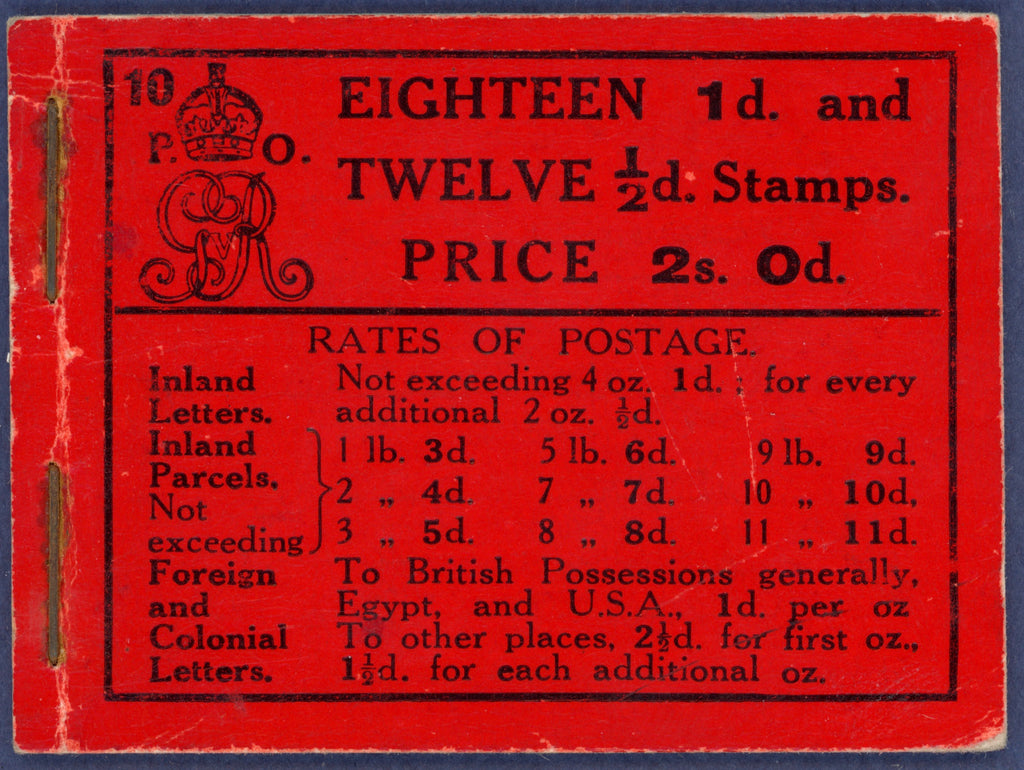 10
P. O.
GR
EIGHTEEN 1d. and
TWELVE ½d. Stamps.
PRICE 2s. 0d.
RATES OF POSTAGE.
Inland Letters. Not exceeding 4 oz. 1d. ; for every
additional 2 oz. ½d.
Inland Parcels. Not exceeding
1 lb. 3d. 5 lb. 6d. 9 lb. 9d.
2 „ 4d. 7 „ 7d. 10 „ 10d,
3 „ 5d. 8 „ 8d. 11 „ 11d.
Foreign and Colonial Letters. To British Possessions generally,
Egypt, and U.S.A., 1d. per oz
To other places, 2½d. for first oz.,
1½d. for each additional oz.